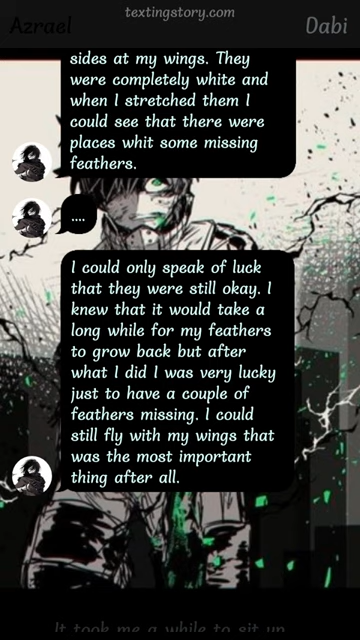 textingstory.com
Azrael
Dabi
sides at my wings. They
were completely white and
when I stretched them I
could see that there were
places whit some missing
feathers.
....
I could only speak of luck
that they were still okay. I
knew that it would take a
long while for my feathers
to grow back but after
what I did I was very lucky
just to have a couple of
feathers missing. I could
still fly with my wings that
was the most important
thing after all.
It took me a while to sit up